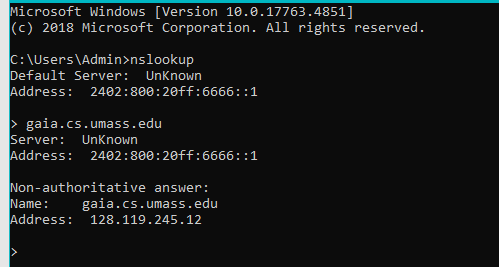 Microsoft Windows [Version 10.0.17763.4851]
(c) 2018 Microsoft Corporation. All rights reserved.
C:\Users\Admin>nslookup
Default Server:  UnKnown
Address:  2402:800:20ff:6666::1
> gaia.cs.umass.edu
Server:  UnKnown
Address:  2402:800:20ff:6666::1
Non-authoritative answer:
Name:    gaia.cs.umass.edu
Address:  128.119.245.12
>